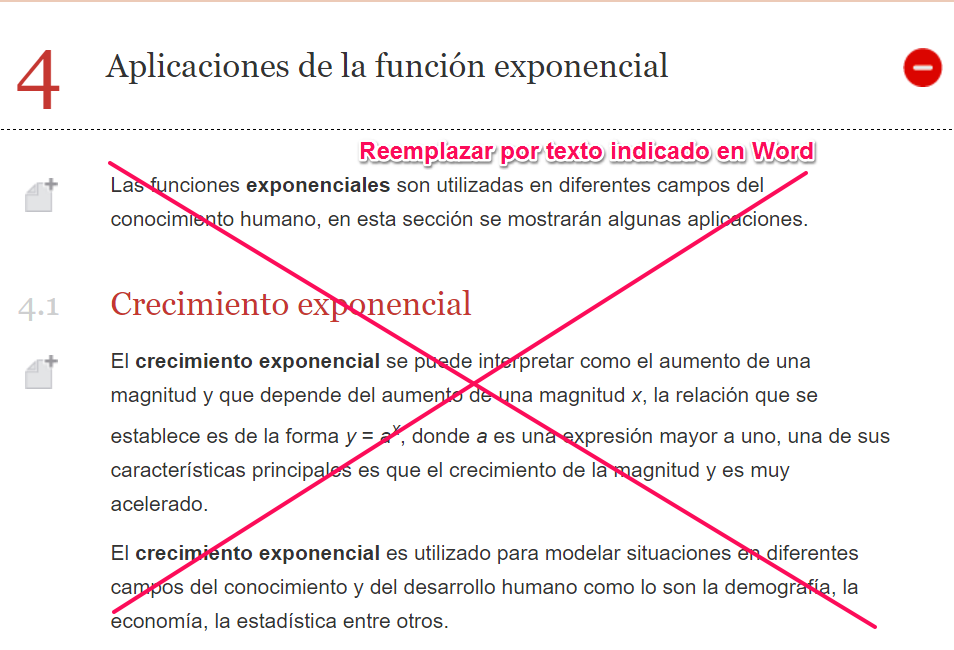 4 Aplicaciones de la función exponencial
Reemplazar por texto indicado en Word
Las funciones exponenciales son utilizadas en diferentes campos del
conocimiento humano, en esta sección se mostrarán algunas aplicaciones.
4.1 Crecimiento exponencial
El crecimiento exponencial se puede interpretar como el aumento de una
magnitud y que depende del aumento de una magnitud x, la relación que se
establece es de la forma y = aˣ, donde a es una expresión mayor a uno, una de sus
características principales es que el crecimiento de la magnitud y es muy
acelerado.
El crecimiento exponencial es utilizado para modelar situaciones en diferentes
campos del conocimiento y del desarrollo humano como lo son la demografía, la
economía, la estadística entre otros.